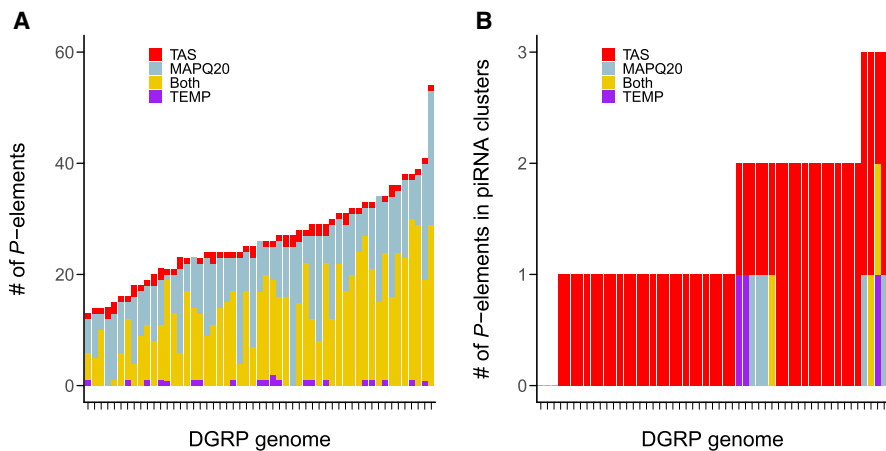 A
# of P−elements
60
40
20
0
TAS
MAPQ20
Both
TEMP
DGRP genome
B
# of P−elements in piRNA clusters
3
2
1
0
TAS
MAPQ20
Both
TEMP
DGRP genome